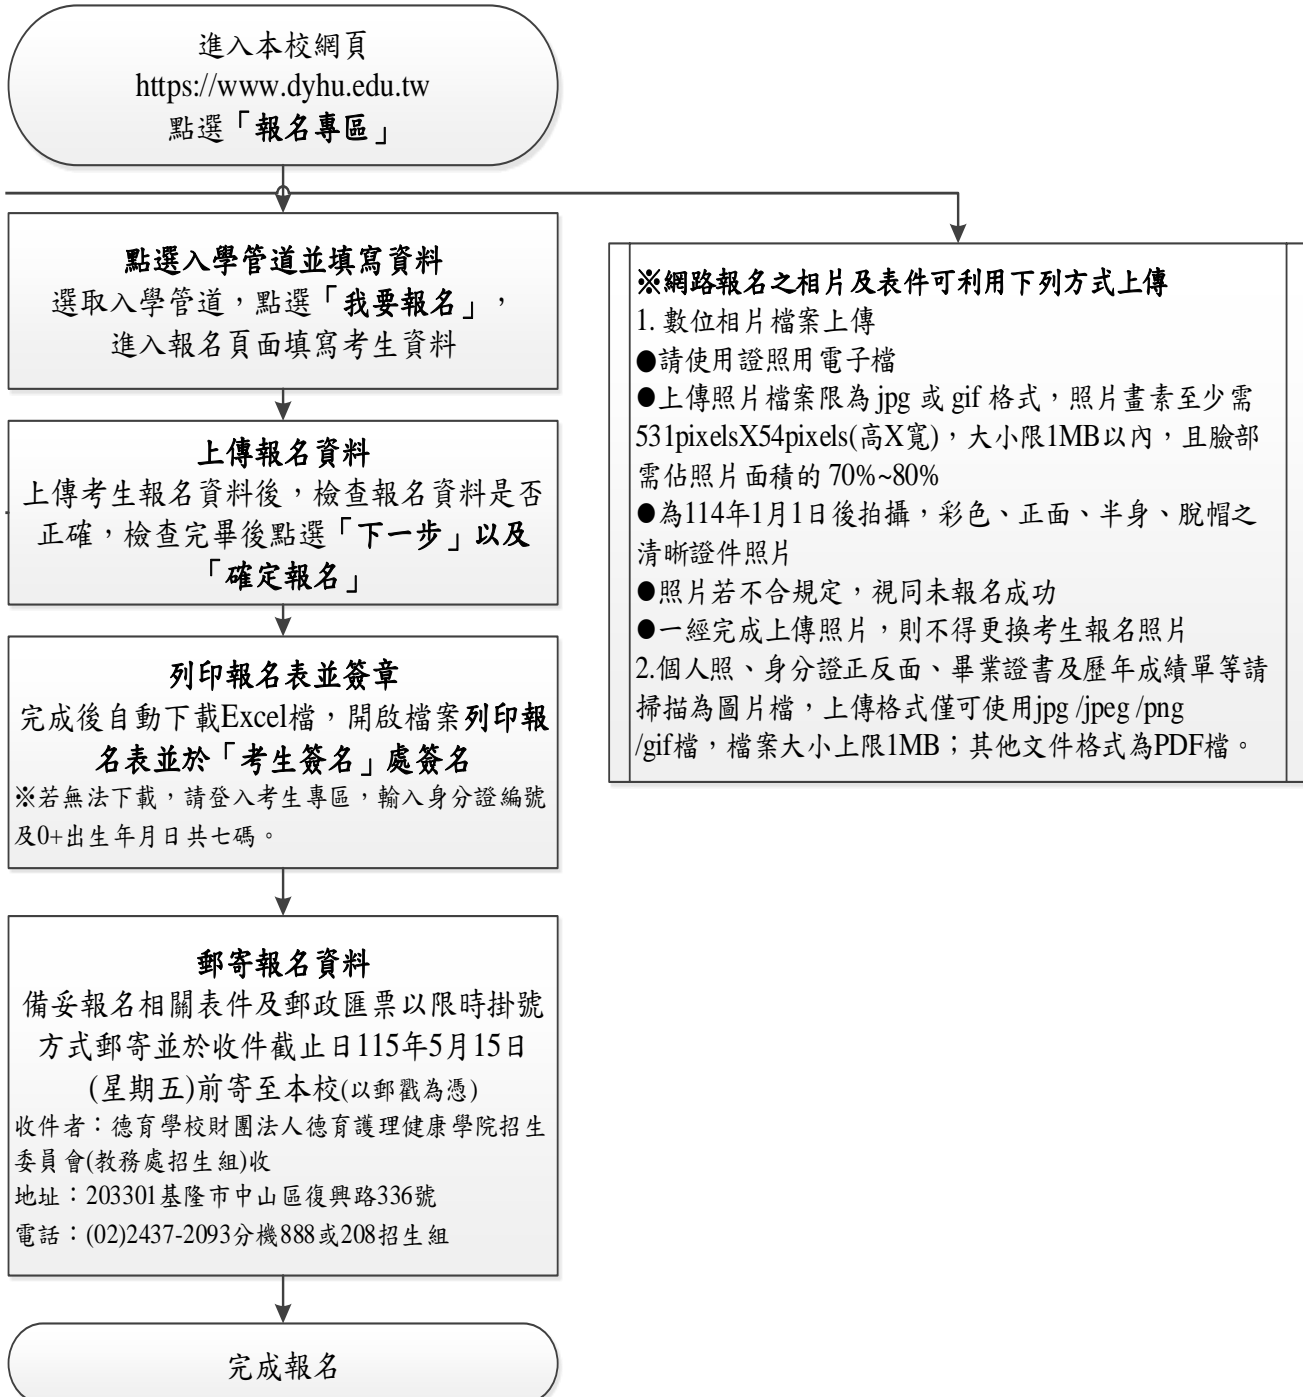 進入本校網頁
https://www.dyhu.edu.tw
點選「報名專區」
點選入學管道並填寫資料
選取入學管道，點選「我要報名」，
進入報名頁面填寫考生資料
上傳報名資料
上傳考生報名資料後，檢查報名資料是否
正確，檢查完畢後點選「下一步」以及
「確定報名」
列印報名表並簽章
完成後自動下載Excel檔，開啟檔案列印報
名表並於「考生簽名」處簽名
※若無法下載，請登入考生專區，輸入身分證編號
及0+出生年月日共七碼。
郵寄報名資料
備妥報名相關表件及郵政匯票以限時掛號
方式郵寄並於收件截止日115年5月15日
(星期五)前寄至本校(以郵戳為憑)
收件者：德育學校財團法人德育護理健康學院招生
委員會(教務處招生組)收
地址：203301基隆市中山區復興路336號
電話：(02)2437-2093分機888或208招生組
完成報名
※網路報名之相片及表件可利用下列方式上傳
1. 數位相片檔案上傳
●請使用證照用電子檔
●上傳照片檔案限為 jpg 或 gif 格式，照片畫素至少需
531pixelsX54pixels(高X寬)，大小限1MB以內，且臉部
需佔照片面積的 70%~80%
●為114年1月1日後拍攝，彩色、正面、半身、脫帽之
清晰證件照片
●照片若不合規定，視同未報名成功
●一經完成上傳照片，則不得更換考生報名照片
2.個人照、身分證正反面、畢業證書及歷年成績單等請
掃描為圖片檔，上傳格式僅可使用jpg /jpeg /png
/gif檔，檔案大小上限1MB；其他文件格式為PDF檔。